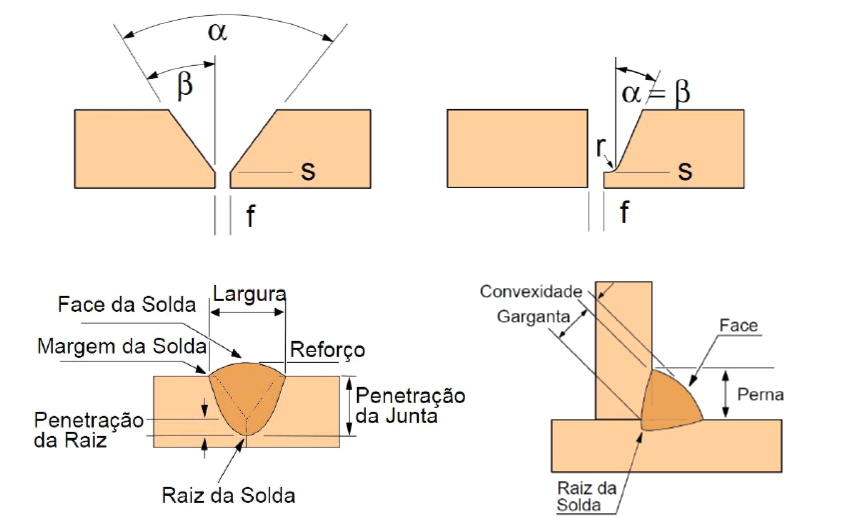 α
β
s
f
α = β
r
s
f
Largura
Face da Solda
Margem da Solda
Reforço
Penetração
da Junta
Penetração
da Raiz
Raiz da Solda
Convexidade
Garganta
Face
Perna
Raiz da
Solda